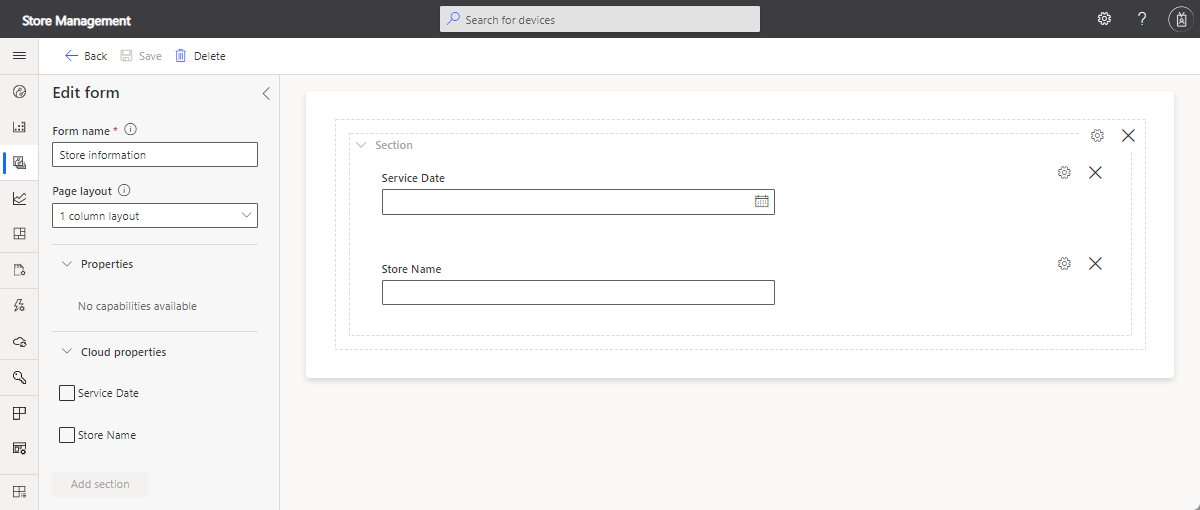 Store Management
Search for devices
?
Back Save Delete
Edit form
Form name *
Store information
Page layout
1 column layout
Properties
No capabilities available
Cloud properties
Service Date
Store Name
Add section
Section
Service Date
Store Name